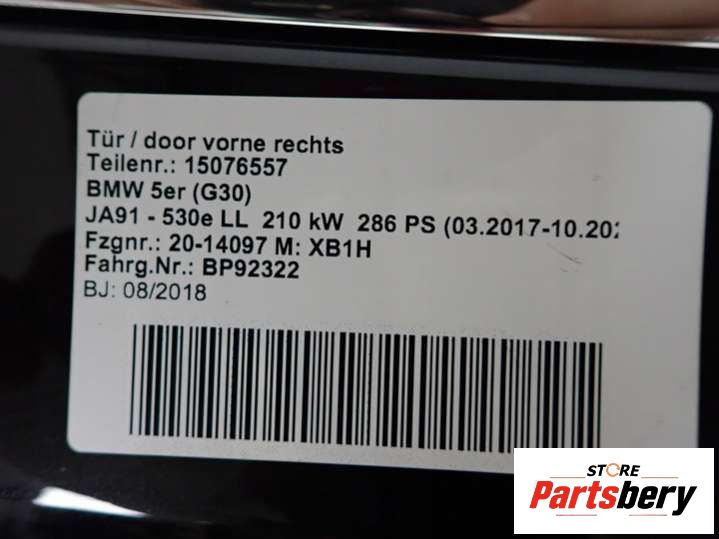 Tür / door vorne rechts
Teilenr.: 15076557
BMW 5er (G30)
JA91 - 530e LL 210 kW 286 PS (03.2017-10.202
Fzgnr.: 20-14097 M: XB1H
Fahrg.Nr.: BP92322
BJ: 08/2018
STORE
Partsbery